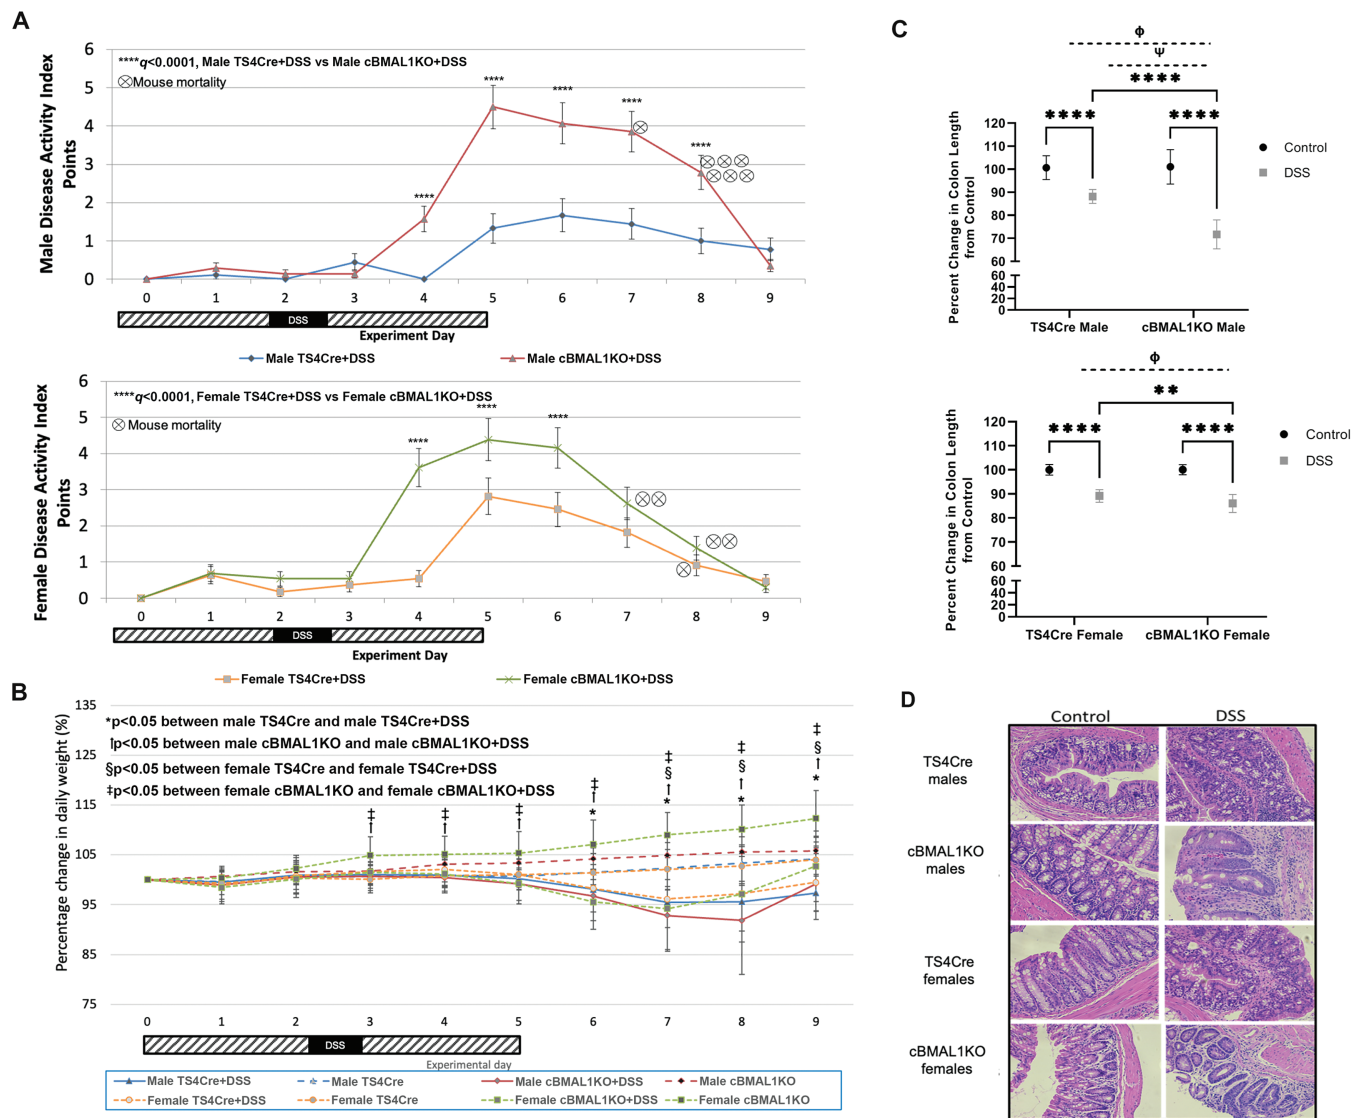 A
Male Disease Activity Index
Points
6
5
4
3
2
1
0
****q<0.0001, Male TS4Cre+DSS vs Male cBMAL1KO+DSS
Mouse mortality
****
****
****
****
****
0 1 2 3 4 5 6 7 8 9
DSS
Experiment Day
Male TS4Cre+DSS Male cBMAL1KO+DSS
Female Disease Activity Index
Points
6
5
4
3
2
1
0
****q<0.0001, Female TS4Cre+DSS vs Female cBMAL1KO+DSS
Mouse mortality
****
****
****
0 1 2 3 4 5 6 7 8 9
DSS
Experiment Day
Female TS4Cre+DSS Female cBMAL1KO+DSS
B
Percentage change in daily weight (%)
135
125
115
105
95
85
75
*p<0.05 between male TS4Cre and male TS4Cre+DSS
†p<0.05 between male cBMAL1KO and male cBMAL1KO+DSS
§p<0.05 between female TS4Cre and female TS4Cre+DSS
‡p<0.05 between female cBMAL1KO and female cBMAL1KO+DSS
‡ †
‡ †
‡ †
‡ † *
‡ § † *
‡ § † *
‡ § † *
0 1 2 3 4 5 6 7 8 9
DSS
Experimental day
Male TS4Cre+DSS Male TS4Cre Male cBMAL1KO+DSS Male cBMAL1KO
Female TS4Cre+DSS Female TS4Cre Female cBMAL1KO+DSS Female cBMAL1KO
C
ϕ
Ψ
****
**** ****
Percent Change in Colon Length
from Control
120
110
100
90
80
70
60
60
40
20
0
TS4Cre Male cBMAL1KO Male
Control
DSS
ϕ
**
**** ****
Percent Change in Colon Length
from Control
120
110
100
90
80
70
60
60
40
20
0
TS4Cre Female cBMAL1KO Female
Control
DSS
D
Control DSS
TS4Cre
males
cBMAL1KO
males
TS4Cre
females
cBMAL1KO
females